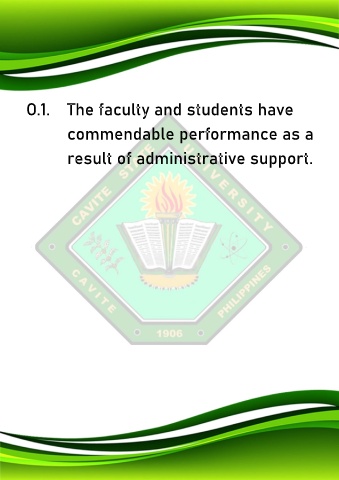 O.1. The faculty and students have
commendable performance as a
result of administrative support.
CAVITE STATE UNIVERSITY
CAVITE
PHILIPPINES
1906